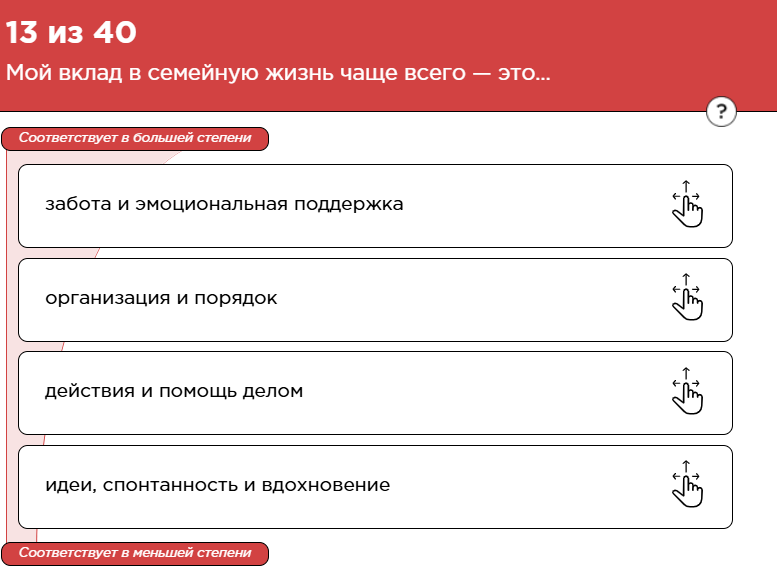 13 из 40
Мой вклад в семейную жизнь чаще всего — это...
?
Соответствует в большей степени
забота и эмоциональная поддержка
организация и порядок
действия и помощь делом
идеи, спонтанность и вдохновение
Соответствует в меньшей степени